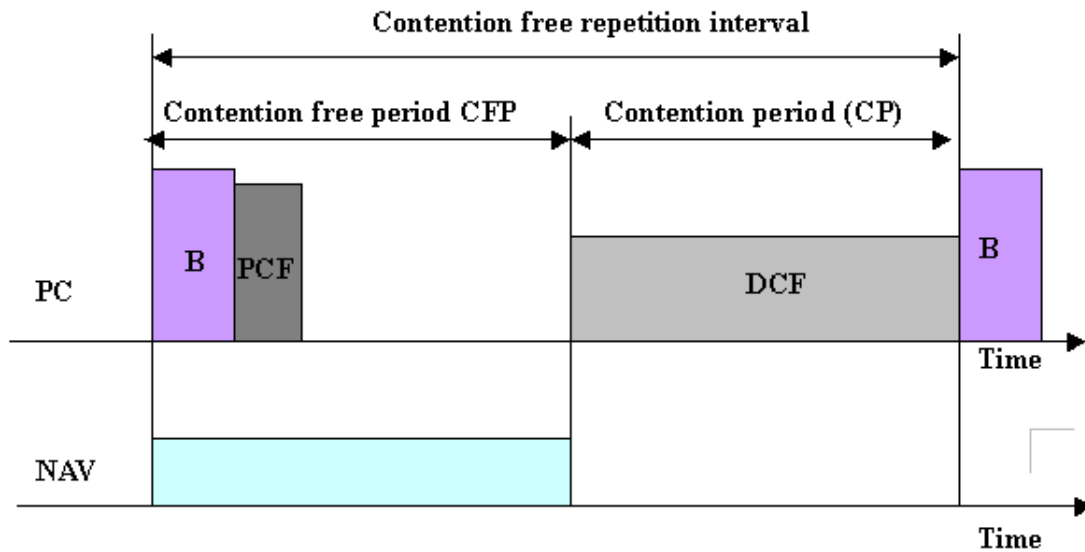 Contention free repetition interval
Contention free period CFP
Contention period (CP)
B
PCF
DCF
B
PC
Time
NAV
Time